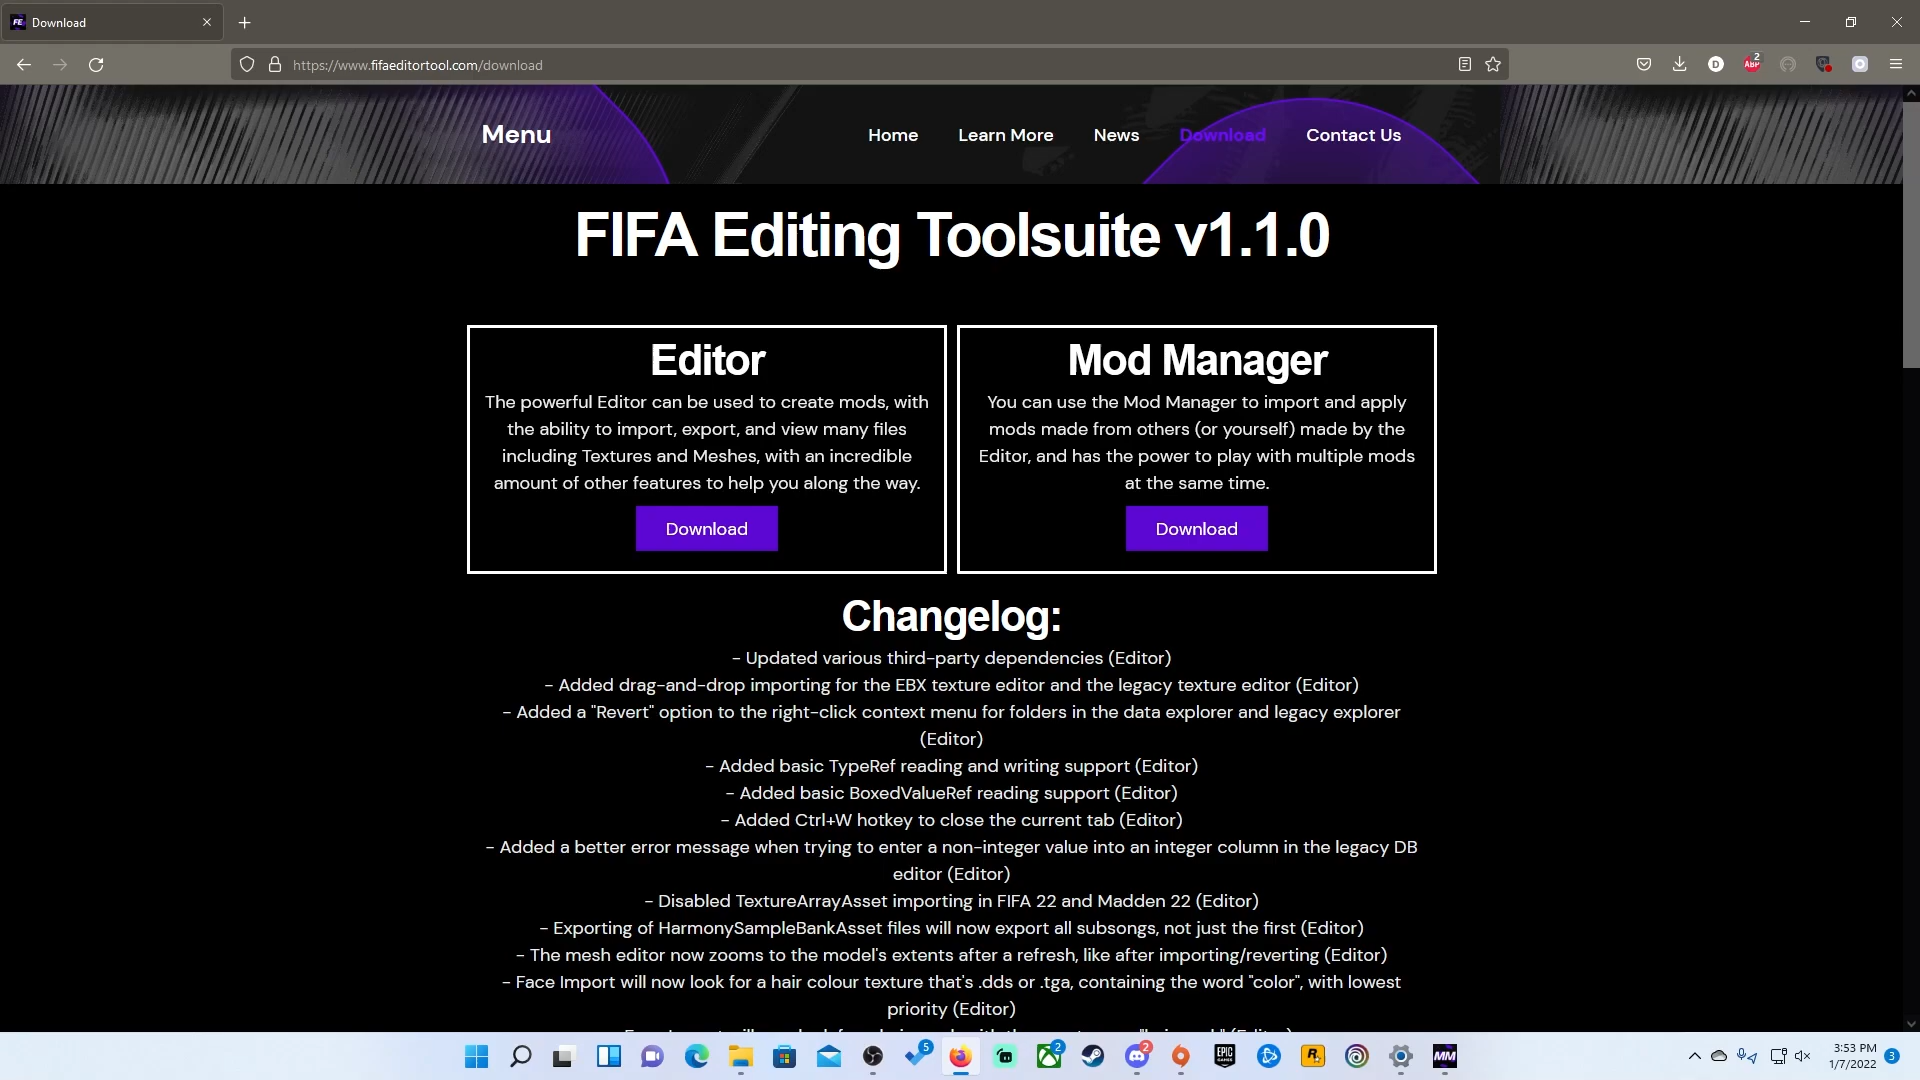 FE Download
https://www.fifaeditortool.com/download
D
ABP
2
Menu
Home Learn More News Download Contact Us
FIFA Editing Toolsuite v1.1.0
Editor
The powerful Editor can be used to create mods, with
the ability to import, export, and view many files
including Textures and Meshes, with an incredible
amount of other features to help you along the way.
Download
Mod Manager
You can use the Mod Manager to import and apply
mods made from others (or yourself) made by the
Editor, and has the power to play with multiple mods
at the same time.
Download
Changelog:
- Updated various third-party dependencies (Editor)
- Added drag-and-drop importing for the EBX texture editor and the legacy texture editor (Editor)
- Added a "Revert" option to the right-click context menu for folders in the data explorer and legacy explorer
(Editor)
- Added basic TypeRef reading and writing support (Editor)
- Added basic BoxedValueRef reading support (Editor)
- Added Ctrl+W hotkey to close the current tab (Editor)
- Added a better error message when trying to enter a non-integer value into an integer column in the legacy DB
editor (Editor)
- Disabled TextureArrayAsset importing in FIFA 22 and Madden 22 (Editor)
- Exporting of HarmonySampleBankAsset files will now export all subsongs, not just the first (Editor)
- The mesh editor now zooms to the model's extents after a refresh, like after importing/reverting (Editor)
- Face Import will now look for a hair colour texture that's .dds or .tga, containing the word "color", with lowest
priority (Editor)
5
2
2
EPIC GAMES
R
MM
3:53 PM
1/7/2022
3